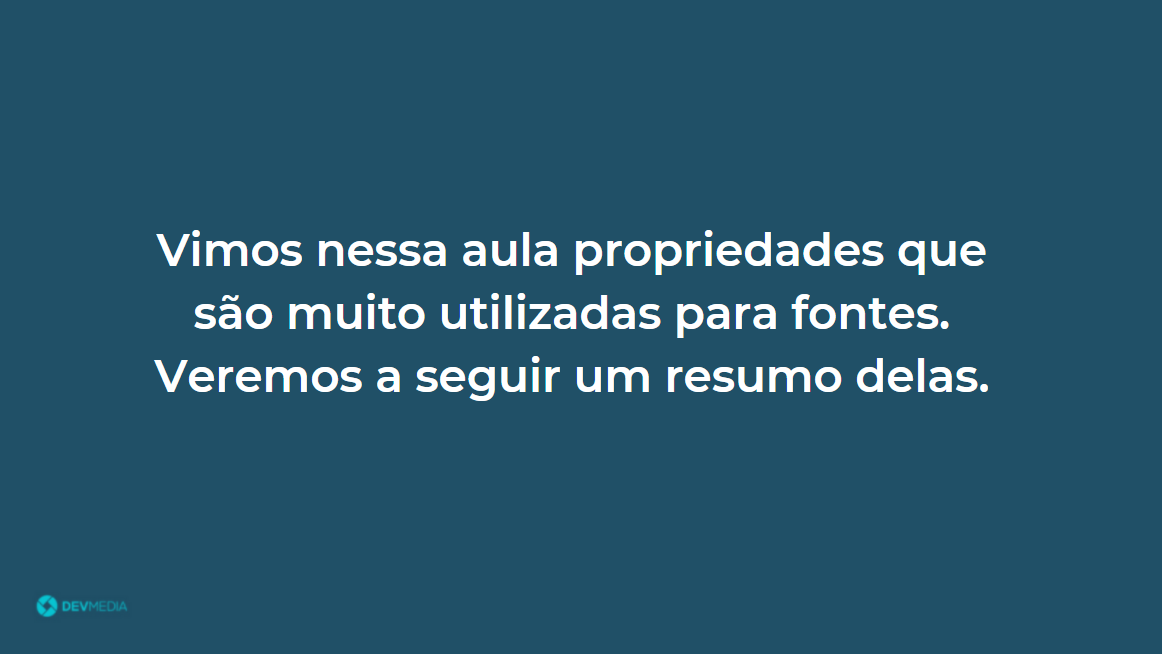 Vimos nessa aula propriedades que
são muito utilizadas para fontes.
Veremos a seguir um resumo delas.
DEVMEDIA